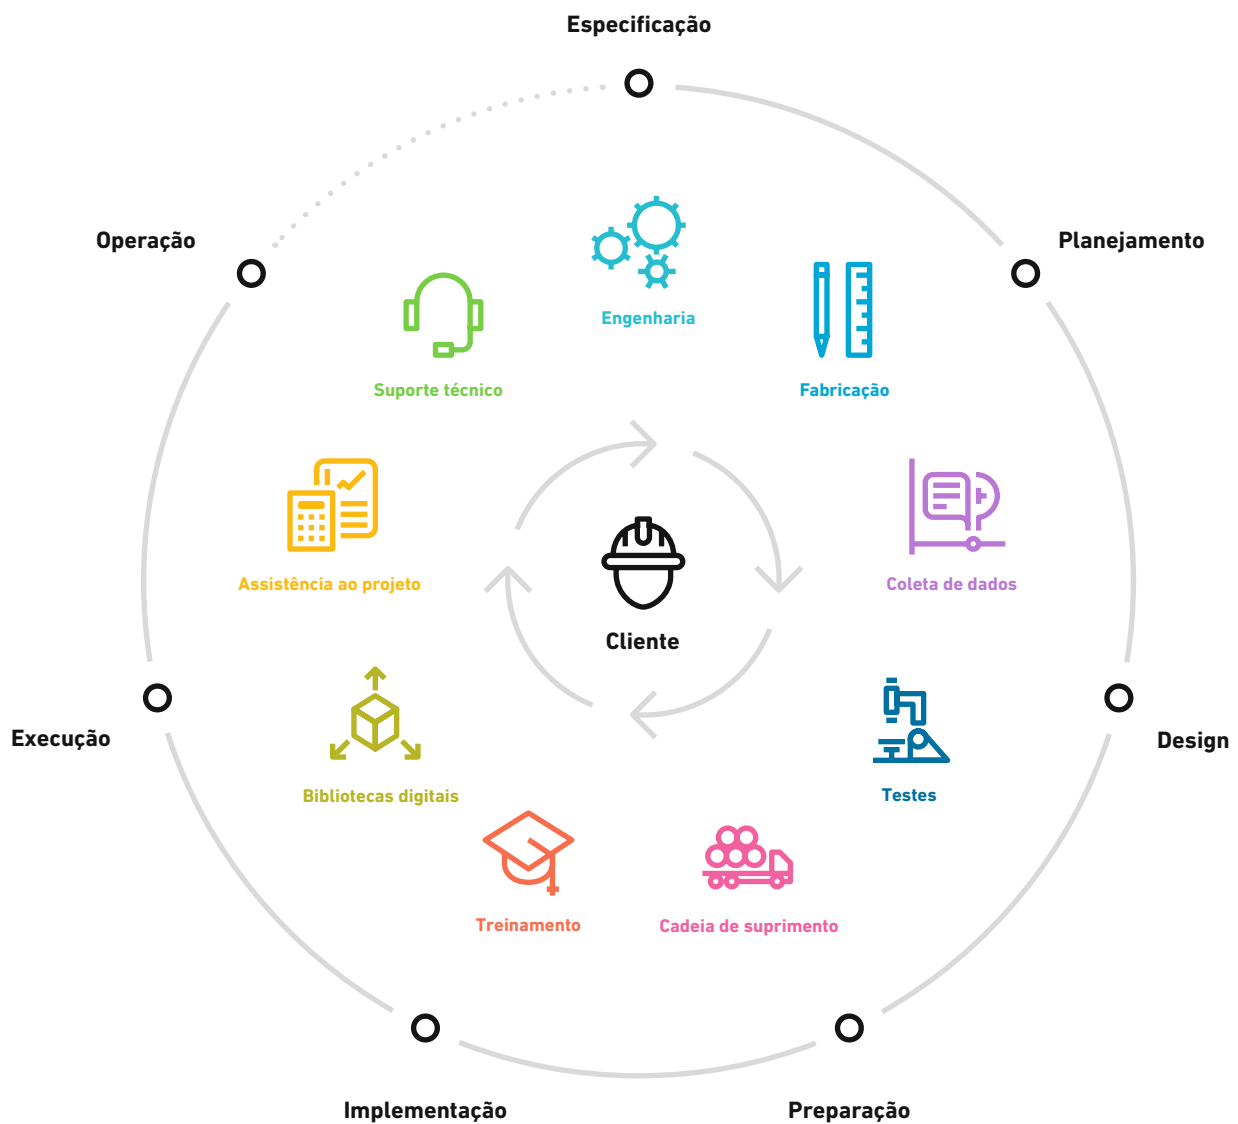 Especificação
Operação
Planejamento
Engenharia
Suporte técnico
Fabricação
Assistência ao projeto
Coleta de dados
Cliente
Execução
Design
Bibliotecas digitais
Testes
Treinamento
Cadeia de suprimento
Implementação
Preparação